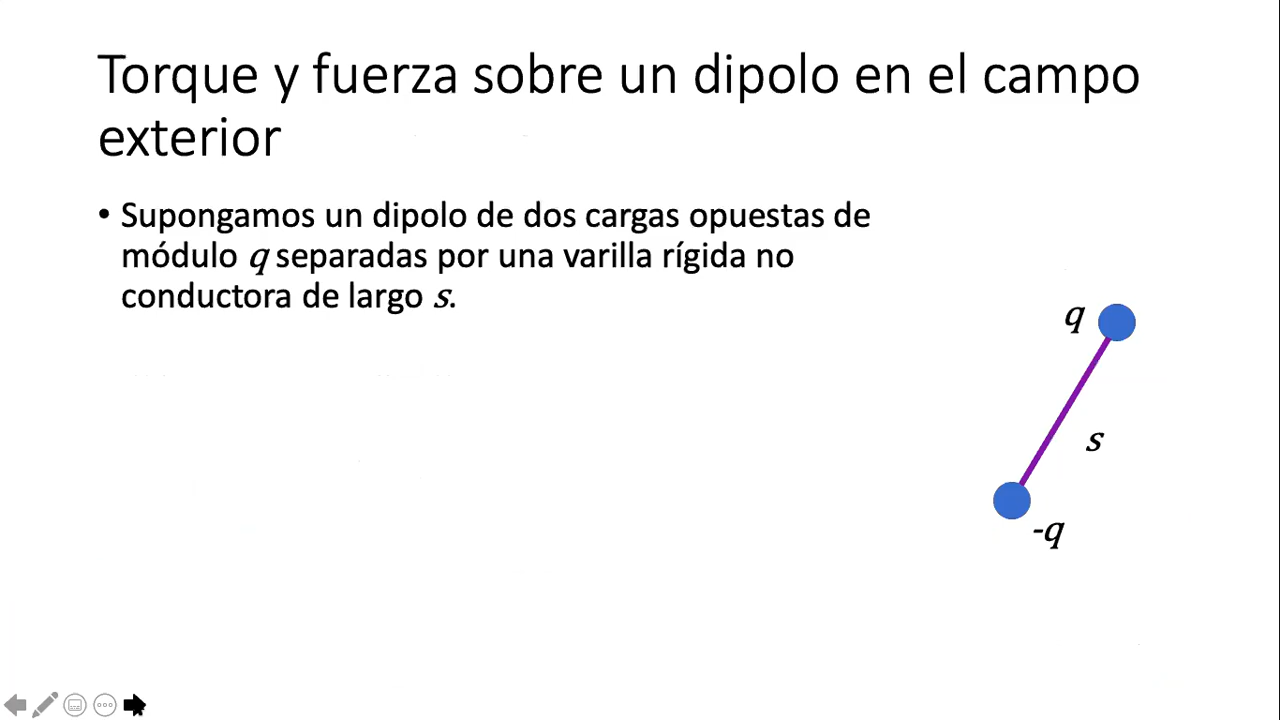 Torque y fuerza sobre un dipolo en el campo
exterior
• Supongamos un dipolo de dos cargas opuestas de
módulo q separadas por una varilla rígida no
conductora de largo s.
q
s
-q